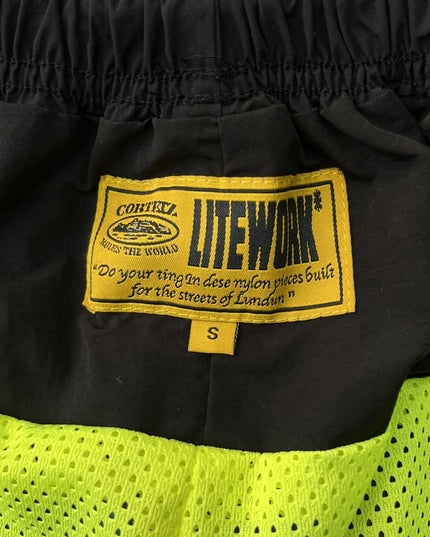 CORTEIZ
RULES THE WORLD
LITEWORK*
"Do your ting In dese nylon pieces built
for the streets of Lundun"
S